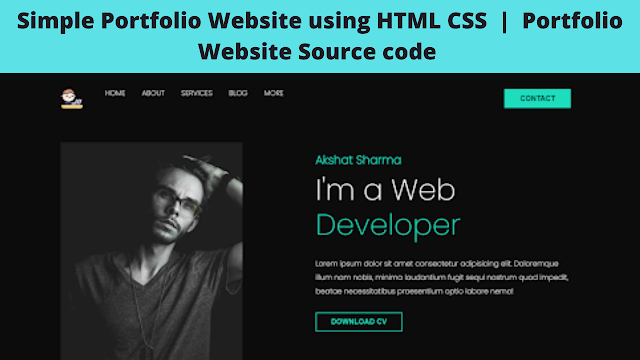 Simple Portfolio Website using HTML CSS | Portfolio
Website Source code
HOME ABOUT SERVICES BLOG MORE CONTACT
Akshat Sharma
I'm a Web
Developer
Lorem ipsum dolor sit amet consectetur adipisicing elit. Doloremque
illum nam nobis, minima laudantium fugit sequi nostrum quod impedit,
beatae necessitatibus praesentium optio labore nemo!
DOWNLOAD CV